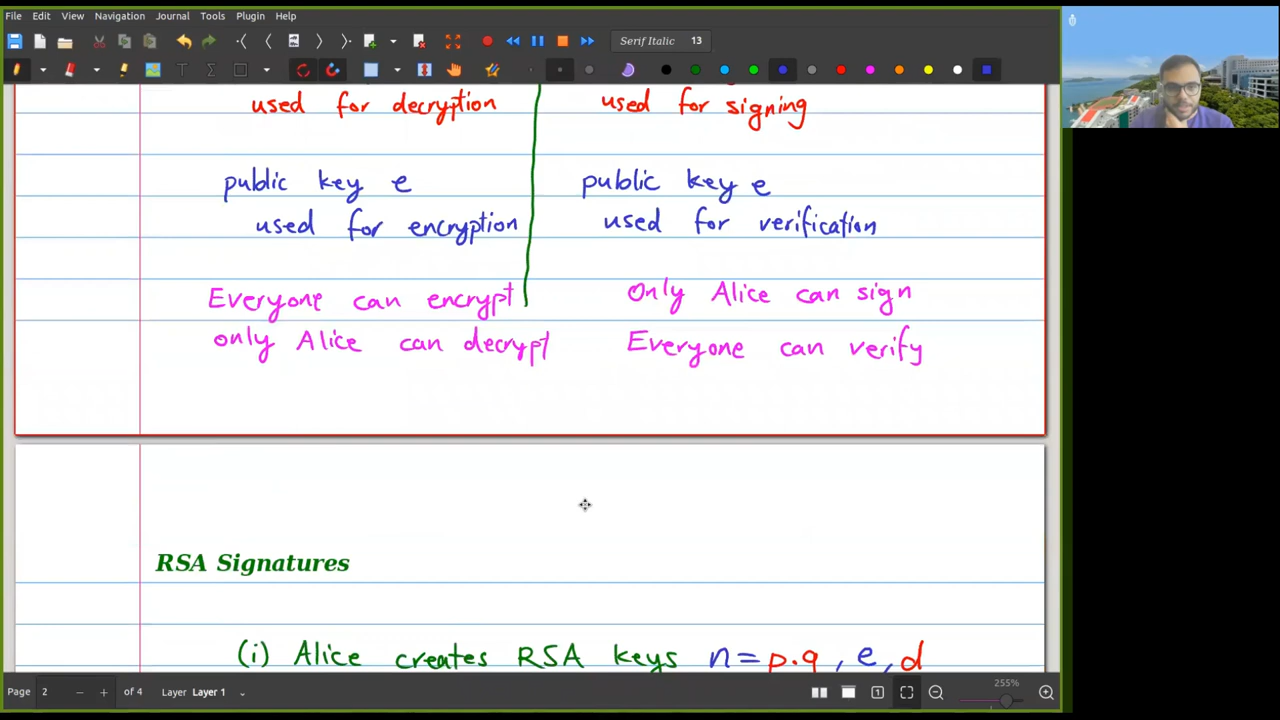 File Edit View Navigation Journal Tools Plugin Help
Serif Italic 13
used for decryption
used for signing
public key e
used for encryption
public key e
used for verification
Everyone can encrypt
only Alice can decrypt
Only Alice can sign
Everyone can verify
RSA Signatures
(i) Alice creates RSA keys n=p.q, e, d
Page 2 of 4 Layer Layer 1
255%